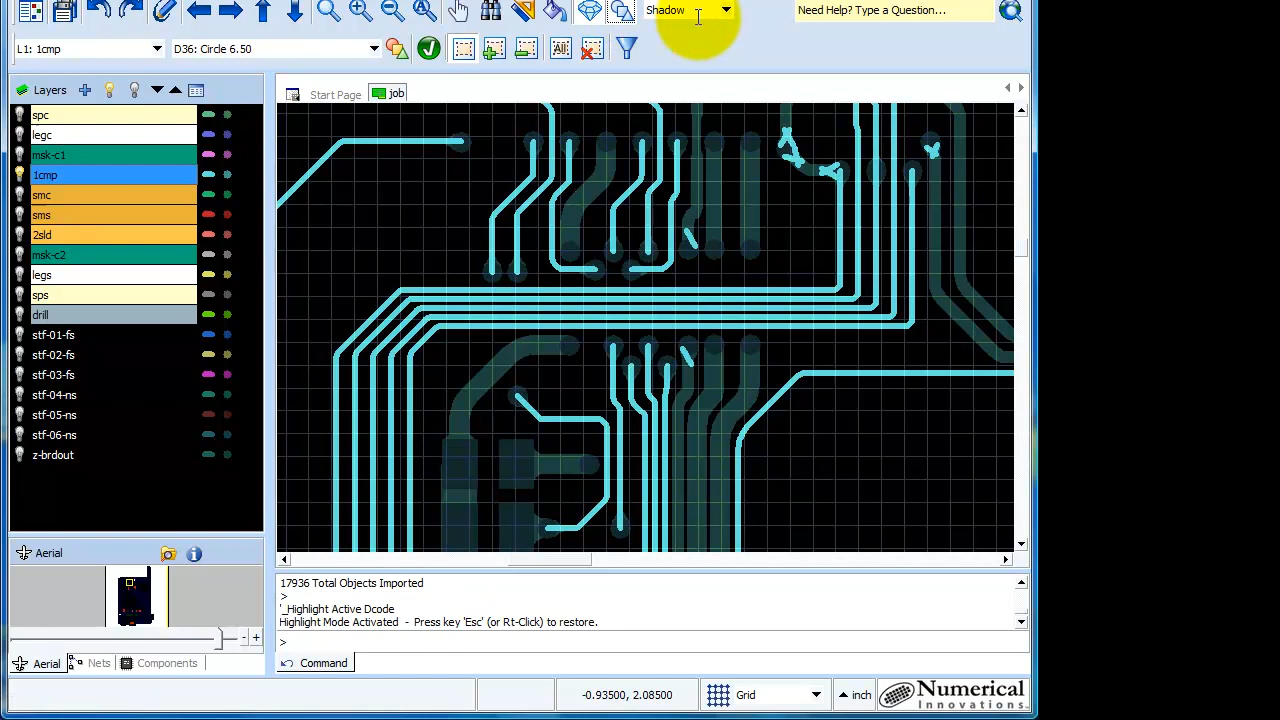 Shadow
Need Help? Type a Question...
L1: 1cmp
D36: Circle 6.50
All
Layers
Start Page
job
spc
legc
msk-c1
1cmp
smc
sms
2sld
msk-c2
legs
sps
drill
stf-01-fs
stf-02-fs
stf-03-fs
stf-04-ns
stf-05-ns
stf-06-ns
z-brdout
Aerial
17936 Total Objects Imported
>
'_Highlight Active Dcode
Highlight Mode Activated - Press key 'Esc' (or Rt-Click) to restore.
>
Aerial
Nets
Components
Command
-0.93500, 2.08500
Grid
inch
Numerical
Innovations®